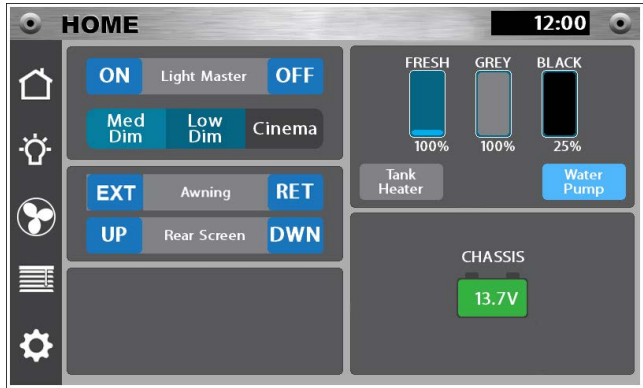 HOME 12:00
ON Light Master OFF
Med Dim Low Dim Cinema
EXT Awning RET
UP Rear Screen DWN
FRESH GREY BLACK
100% 100% 25%
Tank Heater
Water Pump
CHASSIS
13.7V